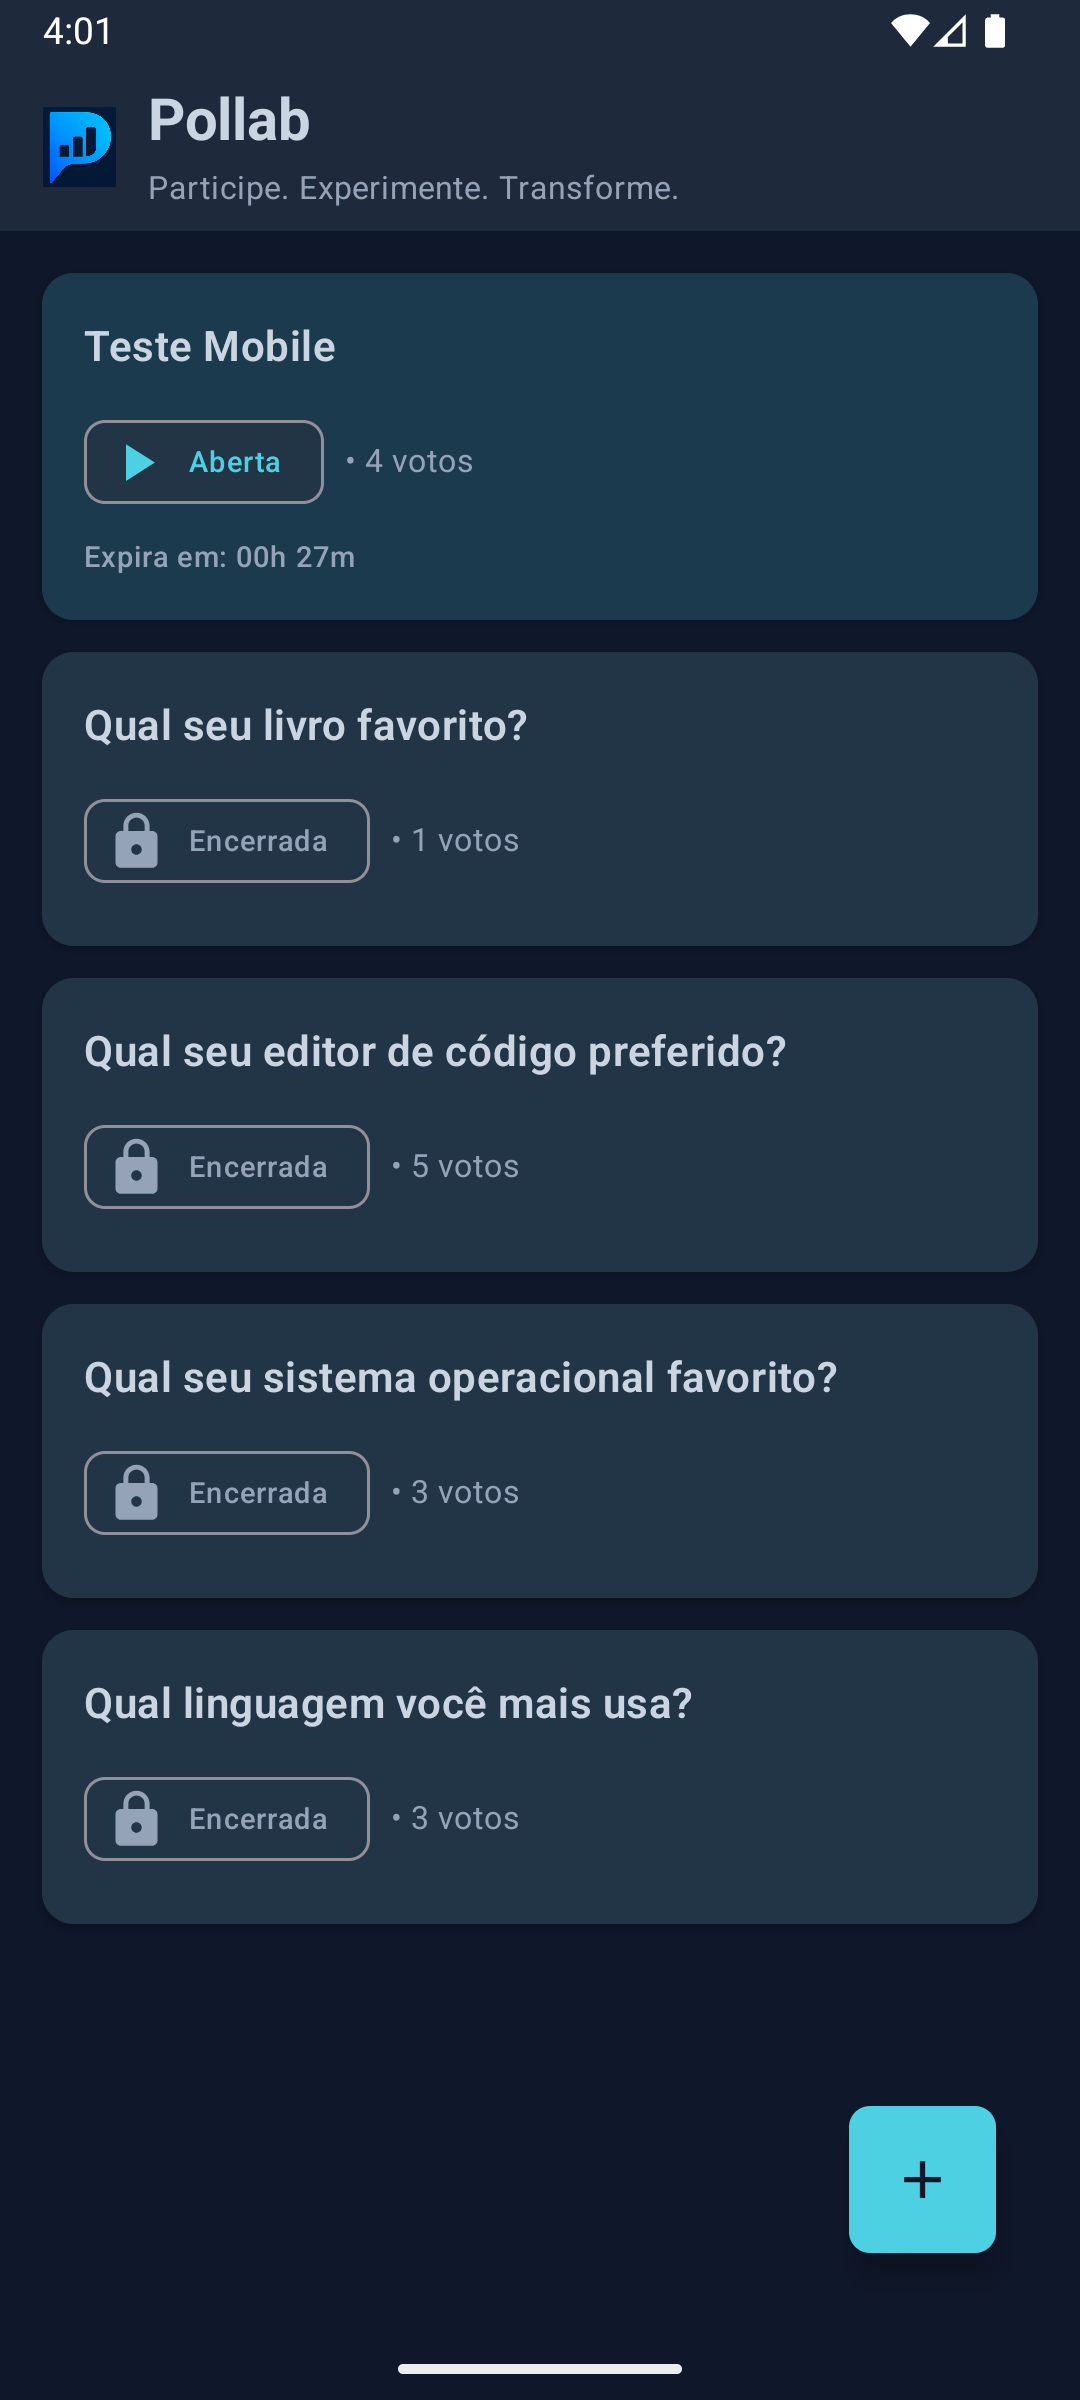 4:01
Pollab
Participe. Experimente. Transforme.
Teste Mobile
Aberta • 4 votos
Expira em: 00h 27m
Qual seu livro favorito?
Encerrada • 1 votos
Qual seu editor de código preferido?
Encerrada • 5 votos
Qual seu sistema operacional favorito?
Encerrada • 3 votos
Qual linguagem você mais usa?
Encerrada • 3 votos
+